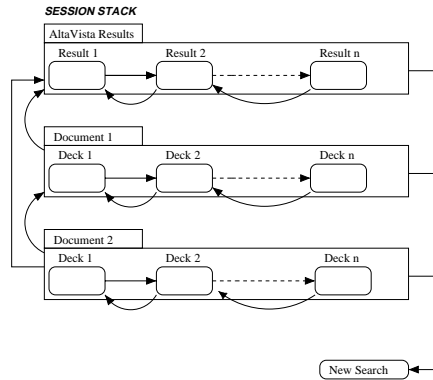 SESSION STACK
AltaVista Results
Result 1 Result 2 Result n
Document 1
Deck 1 Deck 2 Deck n
Document 2
Deck 1 Deck 2 Deck n
New Search